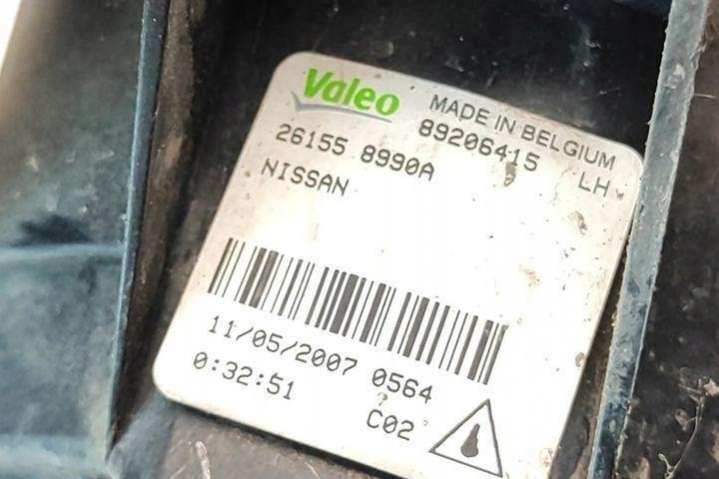 Valeo MADE IN BELGIUM
89206415 LH
26155 8990A
NISSAN
11/05/2007 0564
0:32:51 C02